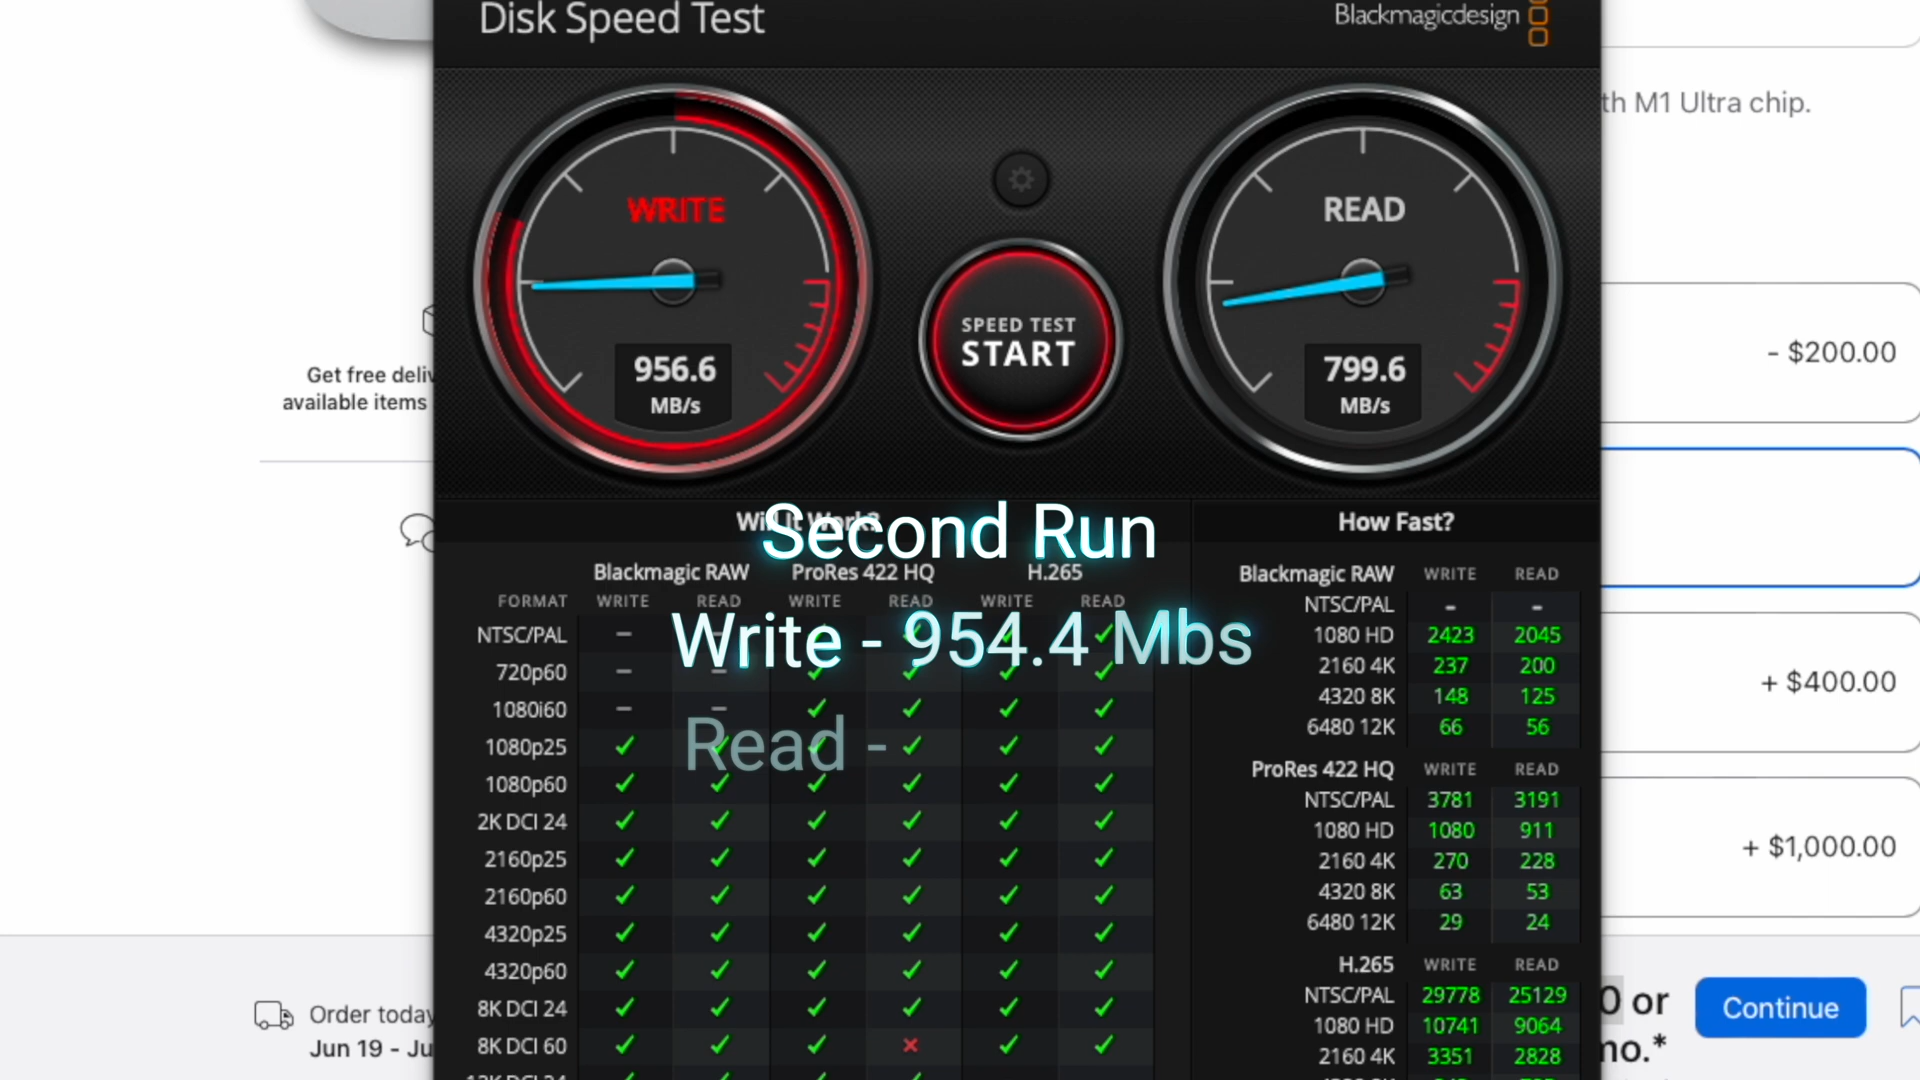 Disk Speed Test
Blackmagicdesign
th M1 Ultra chip.
WRITE
956.6
MB/s
SPEED TEST
START
READ
799.6
MB/s
- $200.00
Get free deliv
available items
Second Run
Write - 954.4 Mbs
Read -
Will It Work?
Blackmagic RAW ProRes 422 HQ H.265
FORMAT WRITE READ WRITE READ WRITE READ
NTSC/PAL – ✓ ✓
720p60 – – ✓ ✓ ✓ ✓
1080i60 – – ✓ ✓ ✓ ✓
1080p25 ✓ ✓ ✓ ✓ ✓ ✓
1080p60 ✓ ✓ ✓ ✓ ✓ ✓
2K DCI 24 ✓ ✓ ✓ ✓ ✓ ✓
2160p25 ✓ ✓ ✓ ✓ ✓ ✓
2160p60 ✓ ✓ ✓ ✓ ✓ ✓
4320p25 ✓ ✓ ✓ ✓ ✓ ✓
4320p60 ✓ ✓ ✓ ✓ ✓ ✓
8K DCI 24 ✓ ✓ ✓ ✓ ✓ ✓
8K DCI 60 ✓ ✓ ✓ ✗ ✓ ✓
How Fast?
Blackmagic RAW WRITE READ
NTSC/PAL - -
1080 HD 2423 2045
2160 4K 237 200
4320 8K 148 125
6480 12K 66 56
ProRes 422 HQ WRITE READ
NTSC/PAL 3781 3191
1080 HD 1080 911
2160 4K 270 228
4320 8K 63 53
6480 12K 29 24
H.265 WRITE READ
NTSC/PAL 29778 25129
1080 HD 10741 9064
2160 4K 3351 2828
+ $400.00
+ $1,000.00
Order today
Jun 19 - Ju
0 or
mo.*
Continue